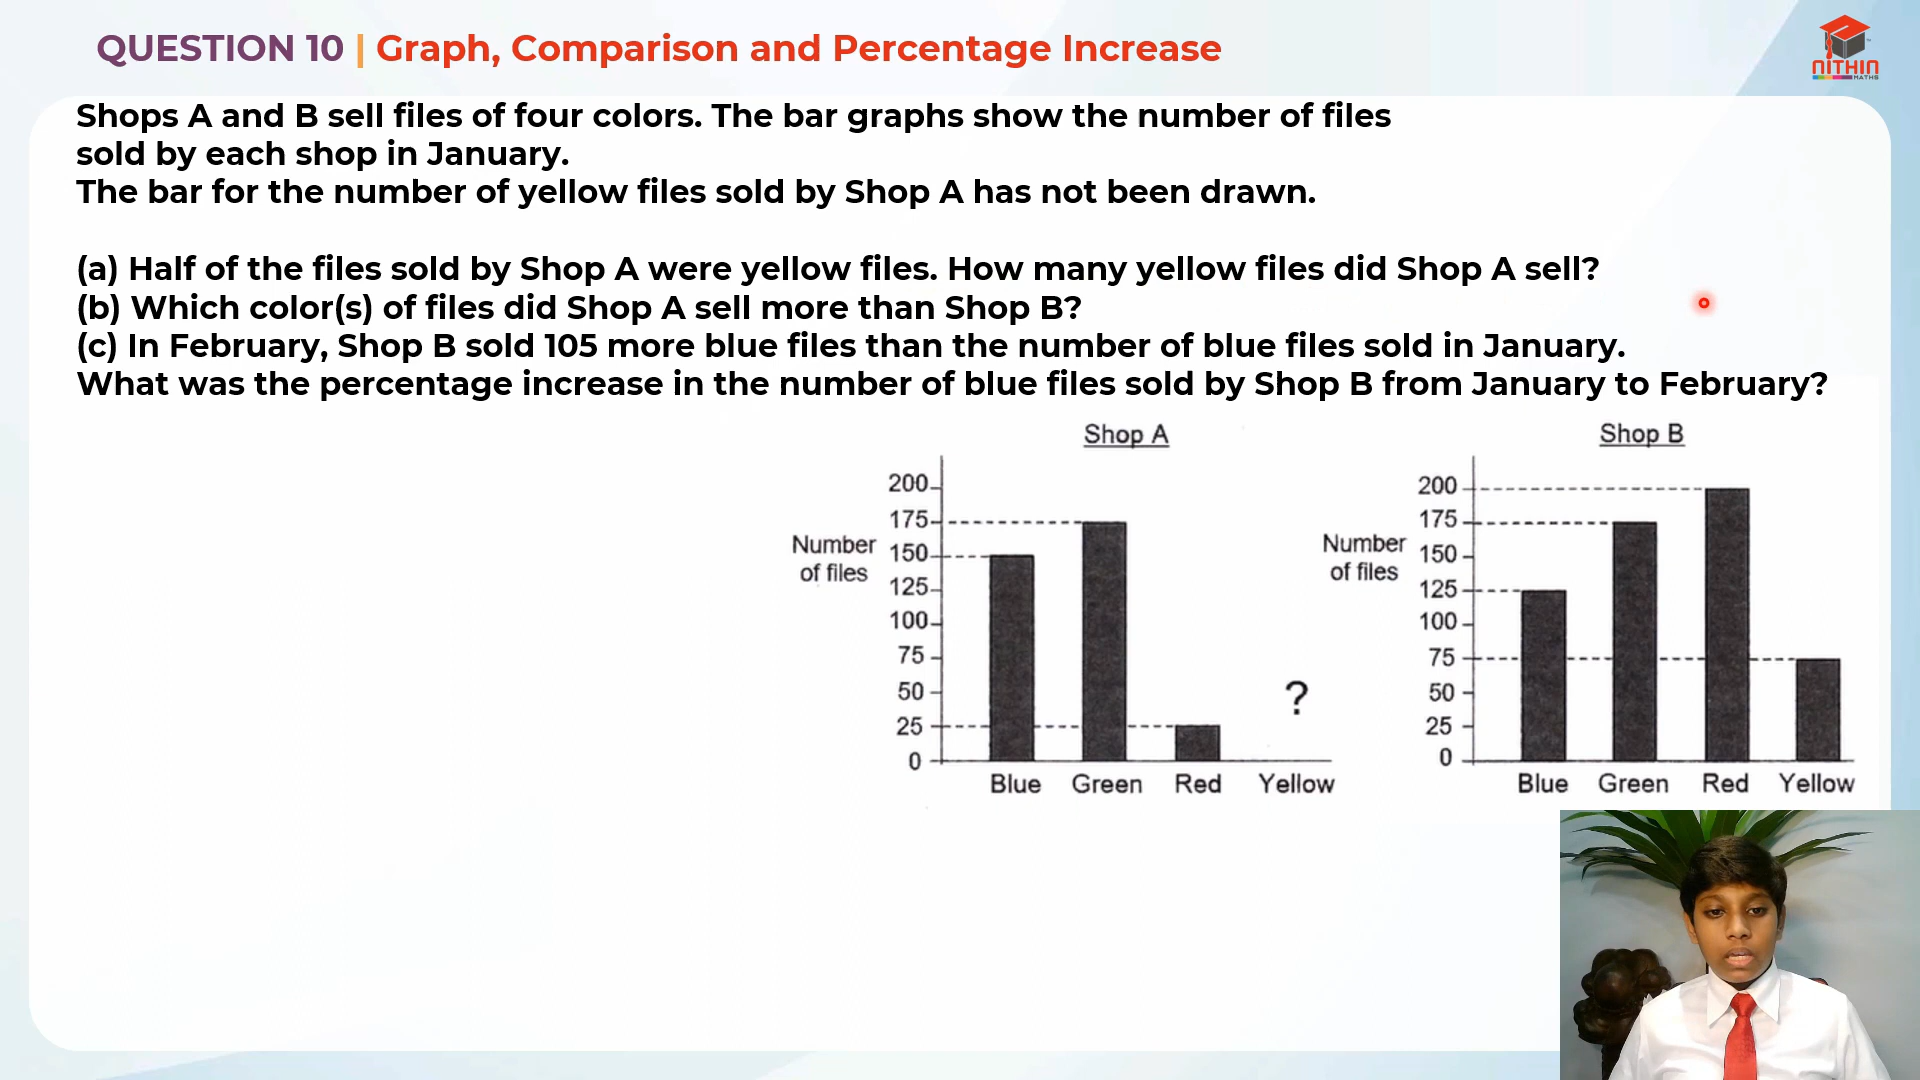 QUESTION 10 | Graph, Comparison and Percentage Increase
NITHIN
MATHS
Shops A and B sell files of four colors. The bar graphs show the number of files
sold by each shop in January.
The bar for the number of yellow files sold by Shop A has not been drawn.
(a) Half of the files sold by Shop A were yellow files. How many yellow files did Shop A sell?
(b) Which color(s) of files did Shop A sell more than Shop B?
(c) In February, Shop B sold 105 more blue files than the number of blue files sold in January.
What was the percentage increase in the number of blue files sold by Shop B from January to February?
Shop A
200
175
150
125
100
75
50
25
0
Number
of files
?
Blue Green Red Yellow
Shop B
200
175
150
125
100
75
50
25
0
Number
of files
Blue Green Red Yellow